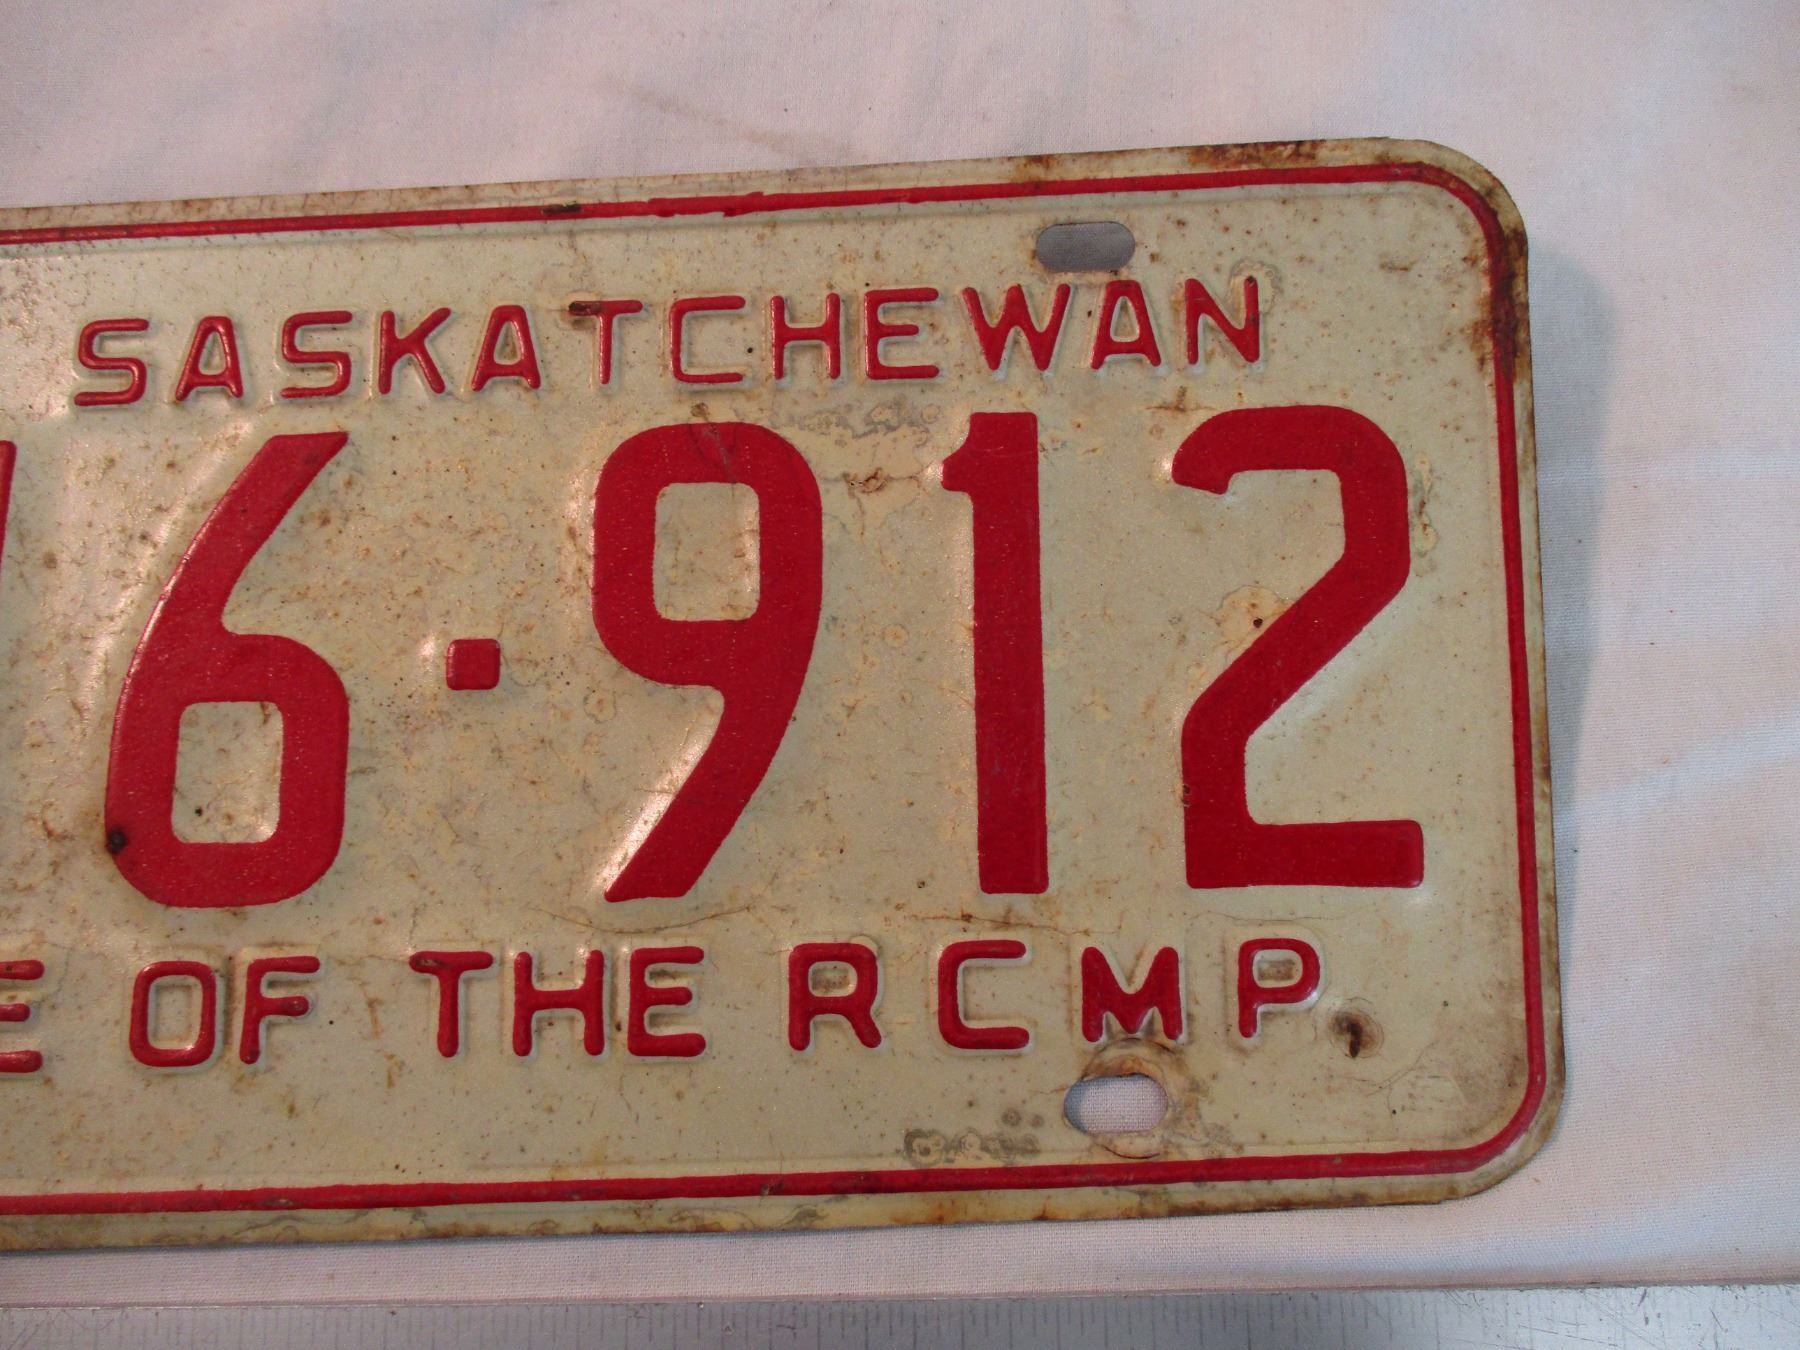 SASKATCHEWAN
6·912
E OF THE RCMP